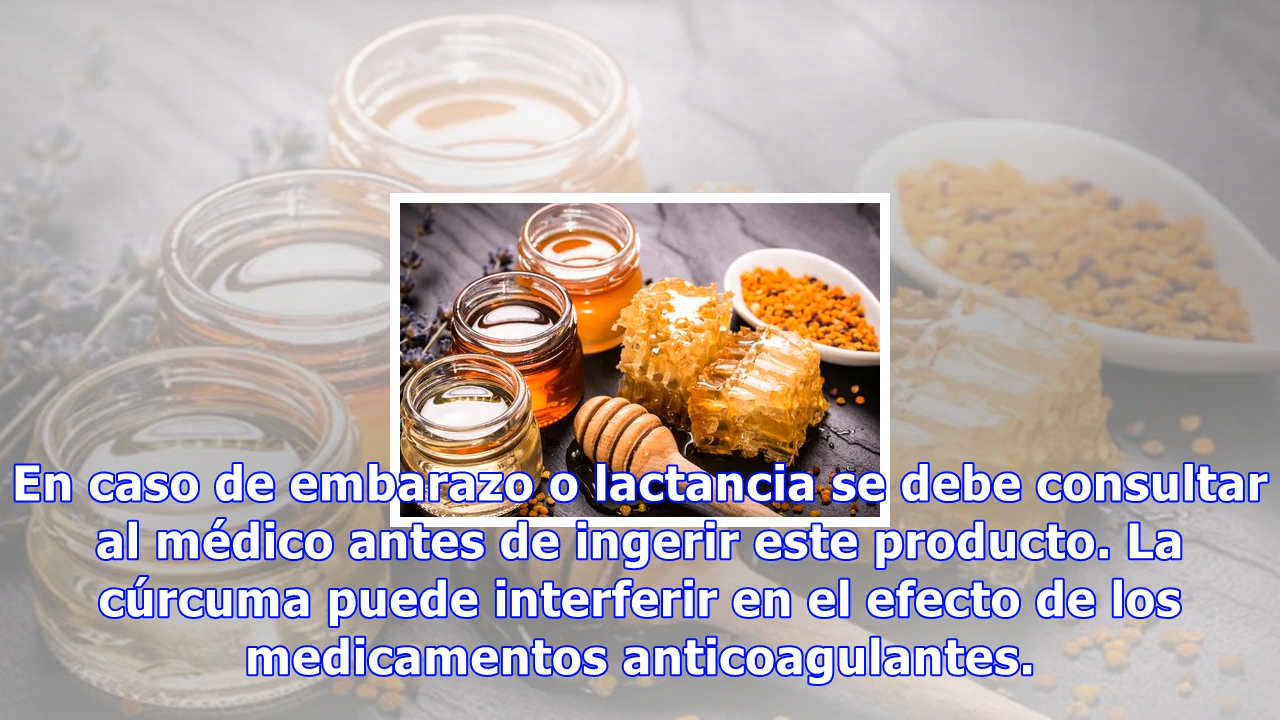 En caso de embarazo o lactancia se debe consultar
al médico antes de ingerir este producto. La
cúrcuma puede interferir en el efecto de los
medicamentos anticoagulantes.